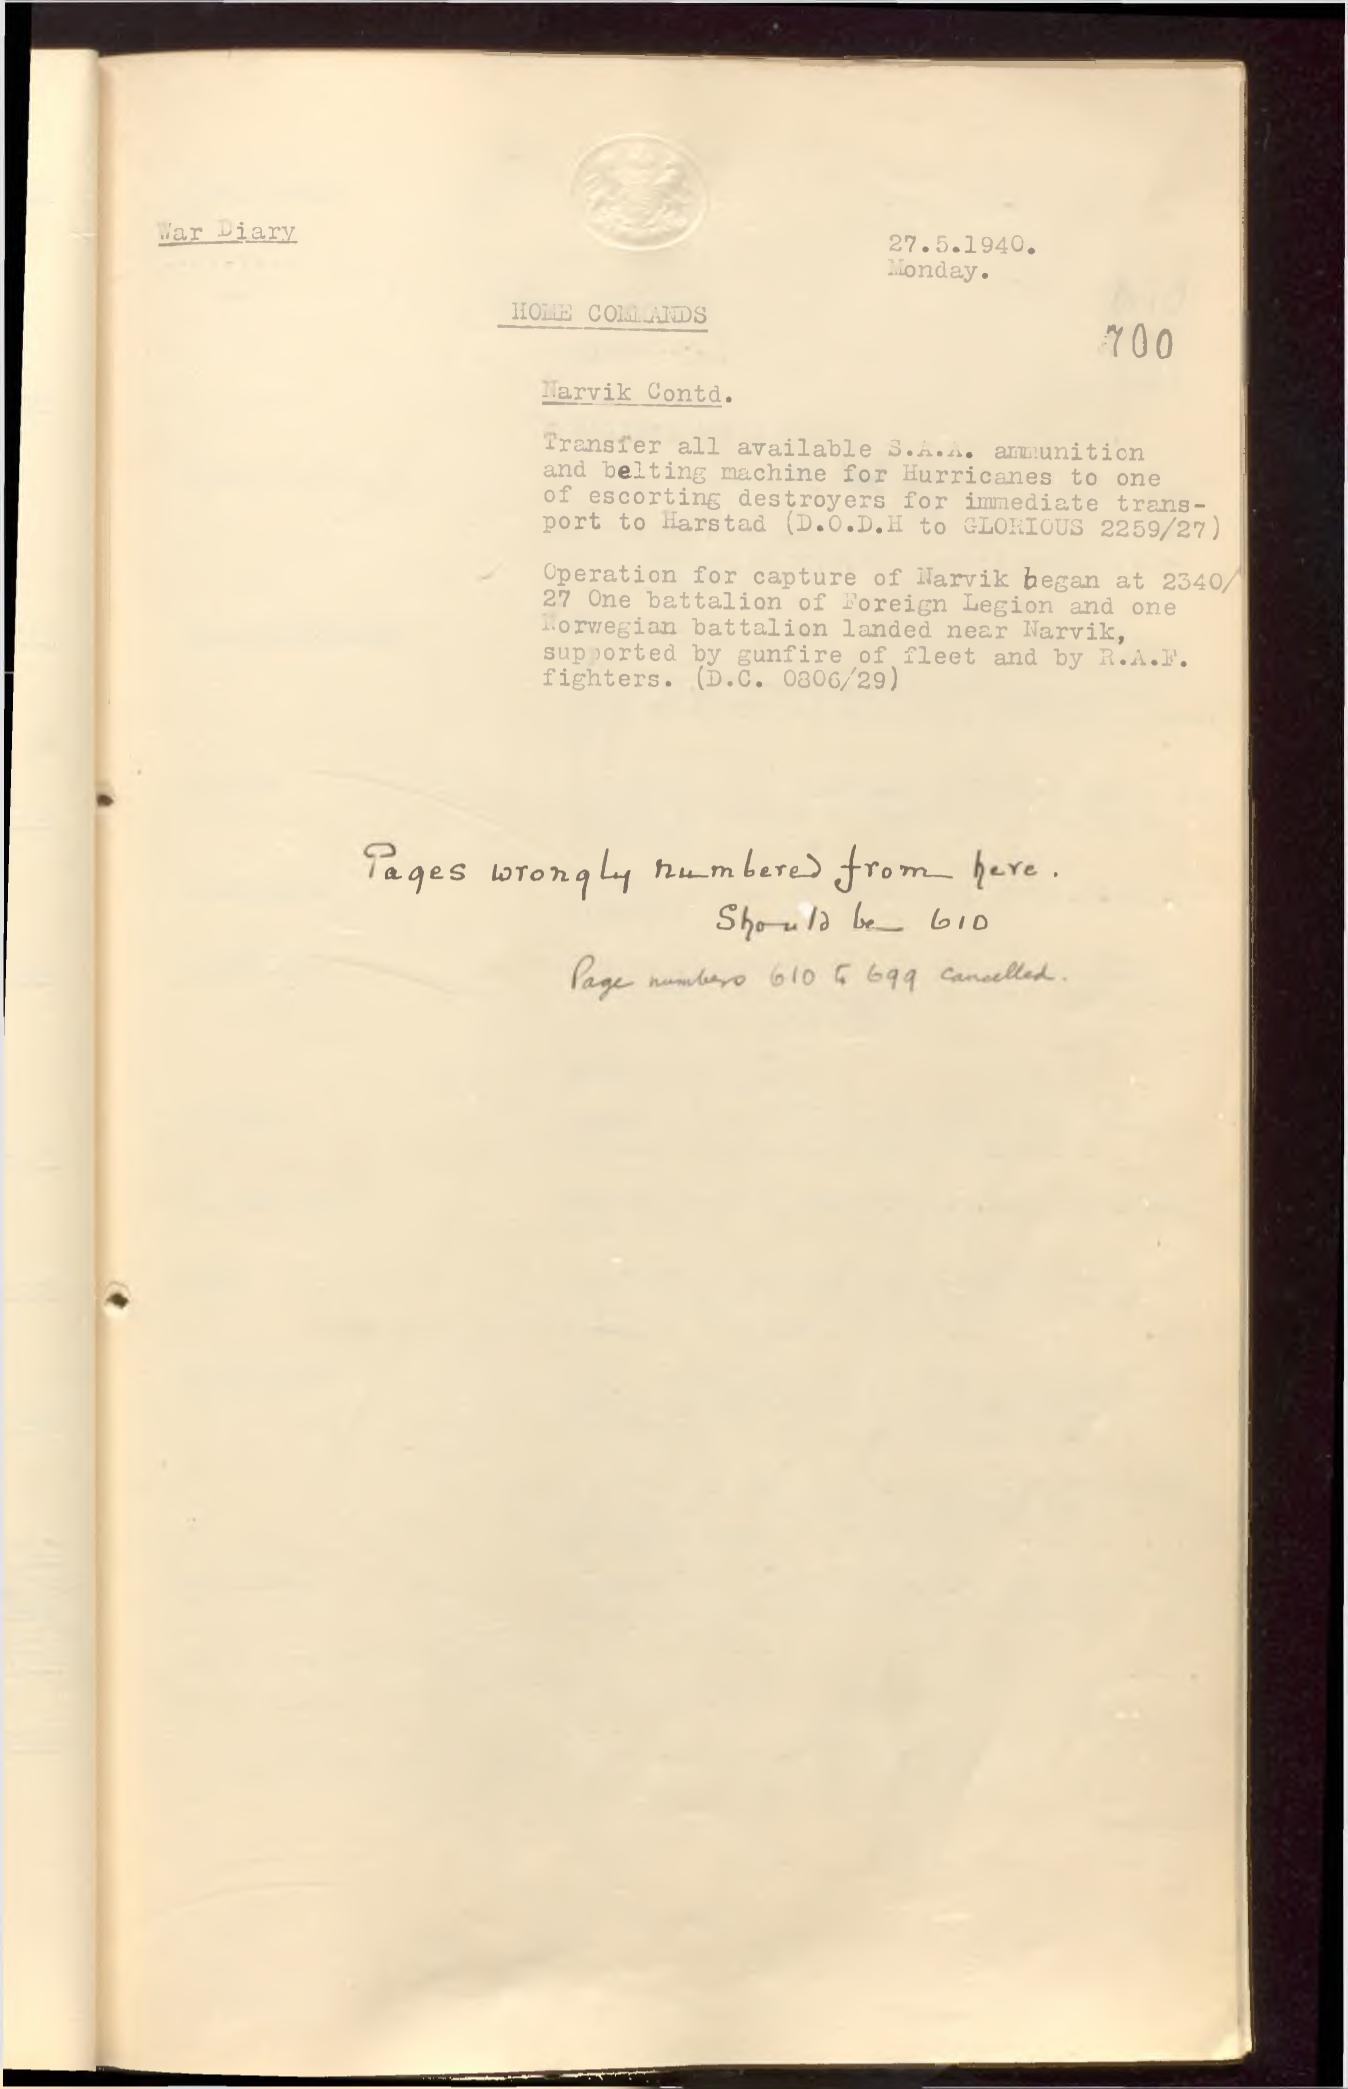 War Diary
27.5.1940.
Monday.
HOME COMMANDS
700
Narvik Contd.
Transfer all available S.A.A. ammunition
and belting machine for Hurricanes to one
of escorting destroyers for immediate trans-
port to Harstad (D.O.D.H to GLORIOUS 2259/27)
Operation for capture of Narvik began at 2340/
27 One battalion of Foreign Legion and one
Norwegian battalion landed near Narvik,
supported by gunfire of fleet and by R.A.F.
fighters. (D.C. 0806/29)
Pages wrongly numbered from here.
Should be 610
Page numbers 610 to 699 cancelled.